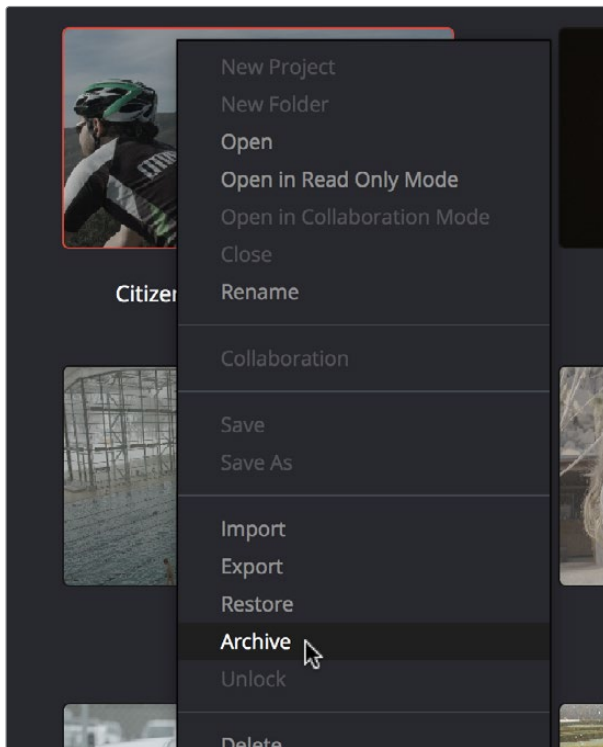 New Project
New Folder
Open
Open in Read Only Mode
Open in Collaboration Mode
Close
Citizen
Rename
Collaboration
Save
Save As
Import
Export
Restore
Archive
Unlock
Delete